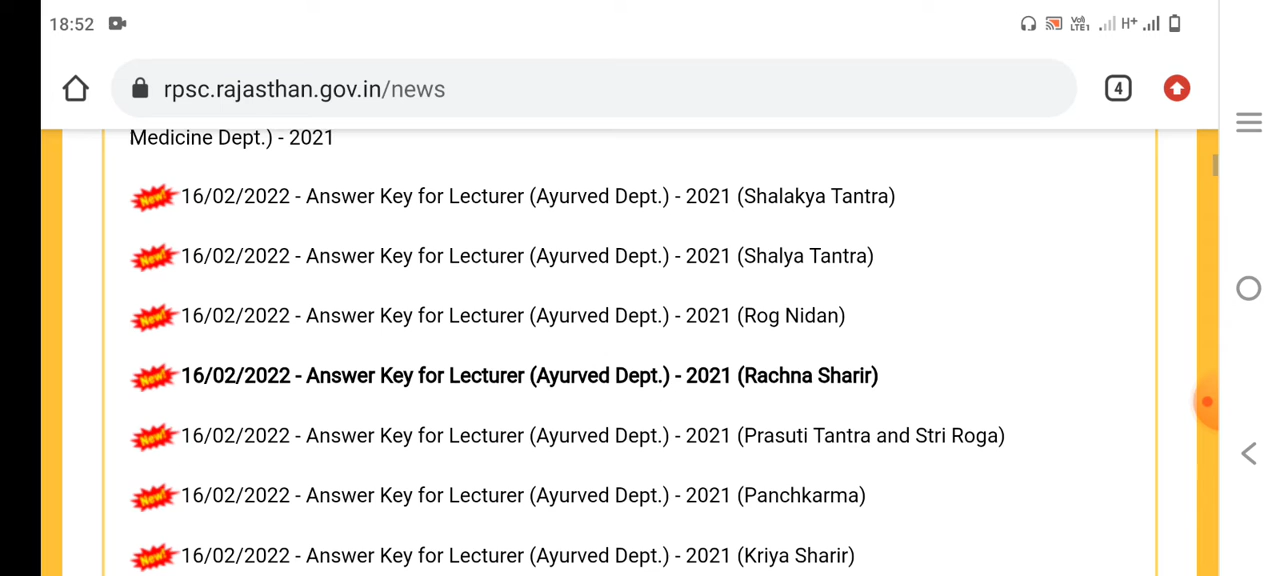 18:52
Vo) LTE1 H+
rpsc.rajasthan.gov.in/news
4
Medicine Dept.) - 2021
New! 16/02/2022 - Answer Key for Lecturer (Ayurved Dept.) - 2021 (Shalakya Tantra)
New! 16/02/2022 - Answer Key for Lecturer (Ayurved Dept.) - 2021 (Shalya Tantra)
New! 16/02/2022 - Answer Key for Lecturer (Ayurved Dept.) - 2021 (Rog Nidan)
New! 16/02/2022 - Answer Key for Lecturer (Ayurved Dept.) - 2021 (Rachna Sharir)
New! 16/02/2022 - Answer Key for Lecturer (Ayurved Dept.) - 2021 (Prasuti Tantra and Stri Roga)
New! 16/02/2022 - Answer Key for Lecturer (Ayurved Dept.) - 2021 (Panchkarma)
New! 16/02/2022 - Answer Key for Lecturer (Ayurved Dept.) - 2021 (Kriya Sharir)